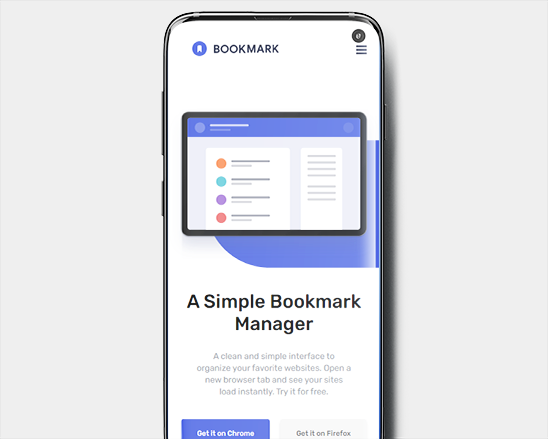 BOOKMARK
A Simple Bookmark
Manager
A clean and simple interface to
organize your favorite websites. Open a
new browser tab and see your sites
load instantly. Try it for free.
Get it on Chrome
Get it on Firefox